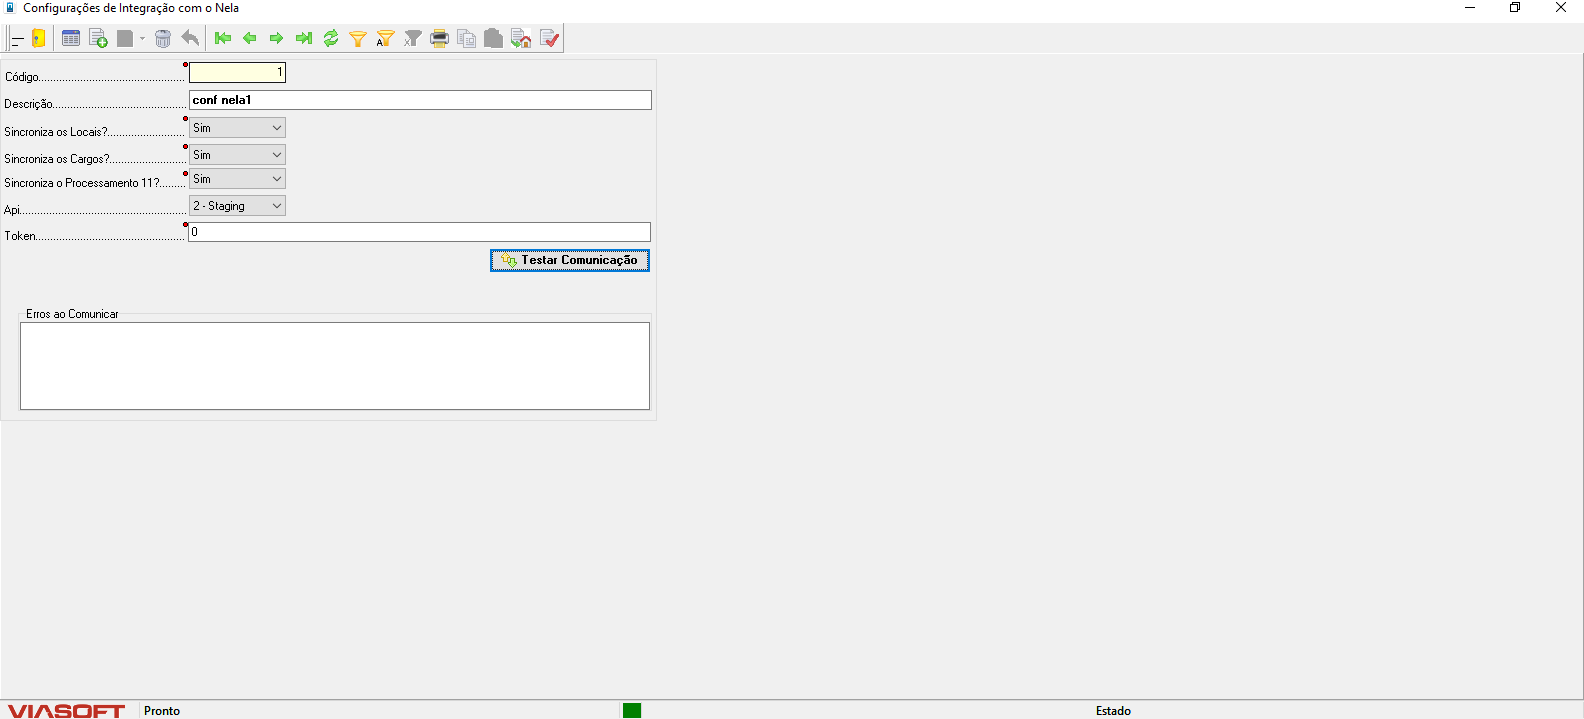 Configurações de Integração com o Nela
Código 1
Descrição conf nela1
Sincroniza os Locais? Sim
Sincroniza os Cargos? Sim
Sincroniza o Processamento 11? Sim
Api 2 - Staging
Token 0
Testar Comunicação
Erros ao Comunicar
VIASOFT Pronto Estado